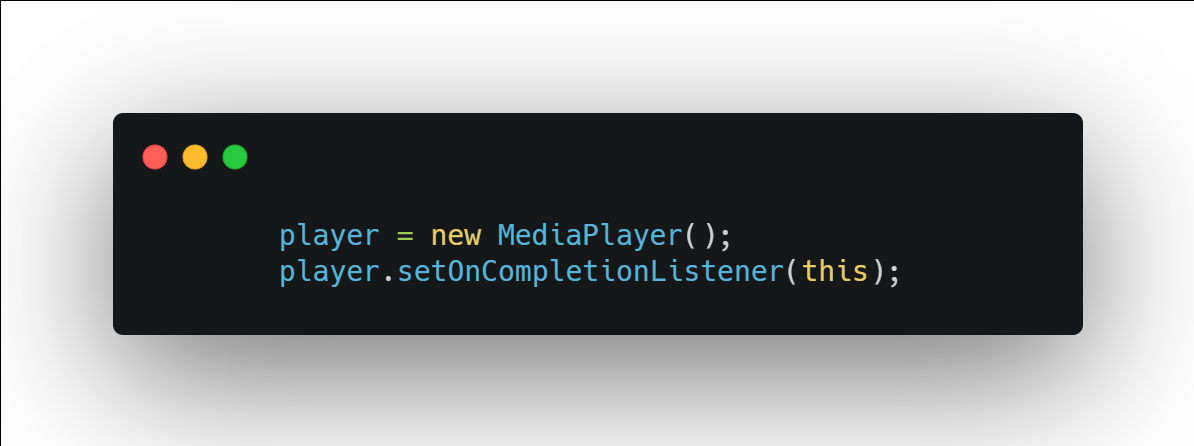 player = new MediaPlayer();
player.setOnCompletionListener(this);